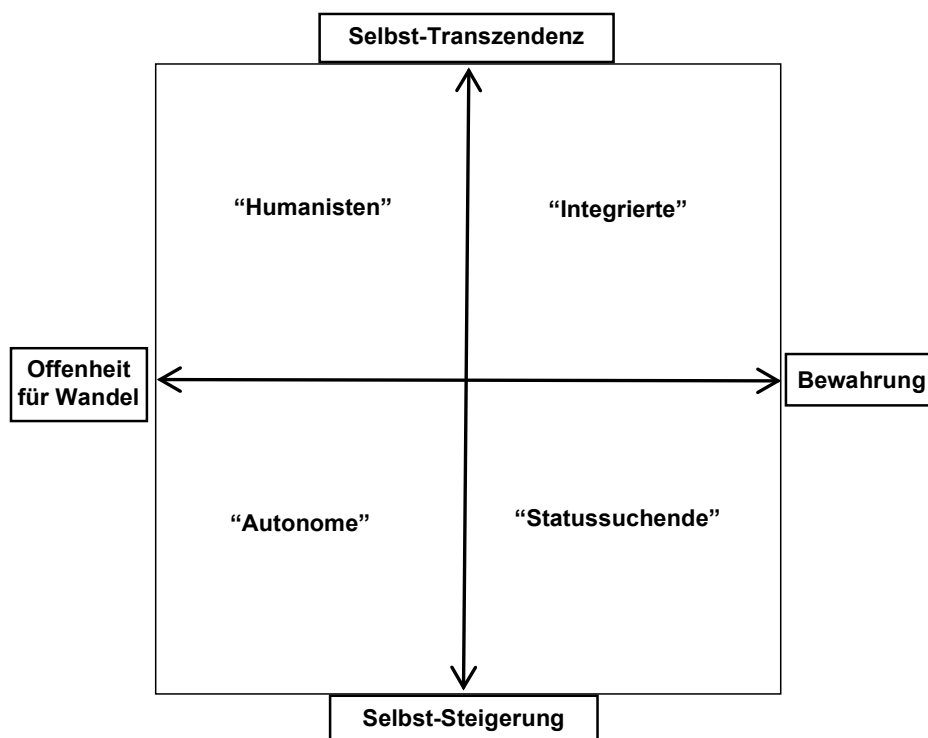 Selbst-Transzendenz
“Humanisten”
“Integrierte”
Offenheit
für Wandel
Bewahrung
“Autonome”
“Statussuchende”
Selbst-Steigerung